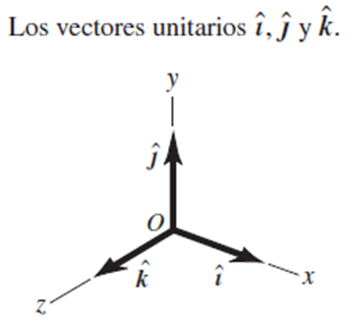 Los vectores unitarios î, ĵ y k̂.
y
ĵ
O
k̂
î
x
z